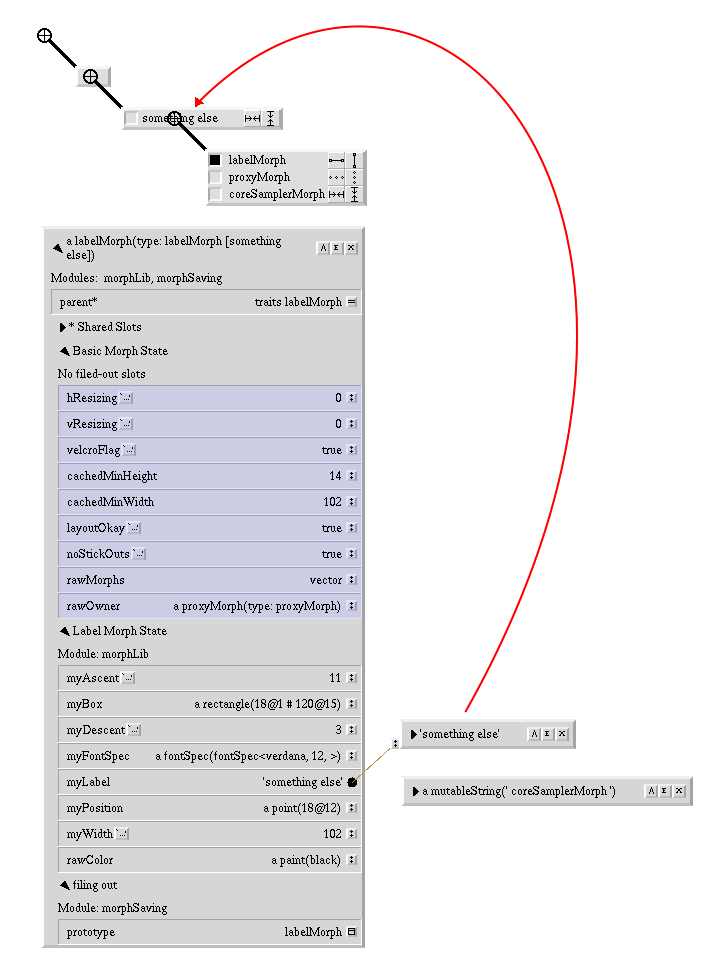 something else
labelMorph
proxyMorph
coreSamplerMorph
a labelMorph(type: labelMorph [something
else])
A E X
Modules: morphLib, morphSaving
parent* traits labelMorph =
* Shared Slots
Basic Morph State
No filed-out slots
hResizing `...' 0 :
vResizing `...' 0 :
velcroFlag `...' true :
cachedMinHeight 14 :
cachedMinWidth 102 :
layoutOkay `...' true :
noStickOuts `...' true :
rawMorphs vector :
rawOwner a proxyMorph(type: proxyMorph) :
Label Morph State
Module: morphLib
myAscent `...' 11 :
myBox a rectangle(18@1 # 120@15) :
myDescent `...' 3 :
myFontSpec a fontSpec(fontSpec<verdana, 12, >) :
myLabel 'something else'
myPosition a point(18@12) :
myWidth `...' 102 :
rawColor a paint(black) :
filing out
Module: morphSaving
prototype labelMorph
:
'something else' A E X
a mutableString(' coreSamplerMorph ') A E X